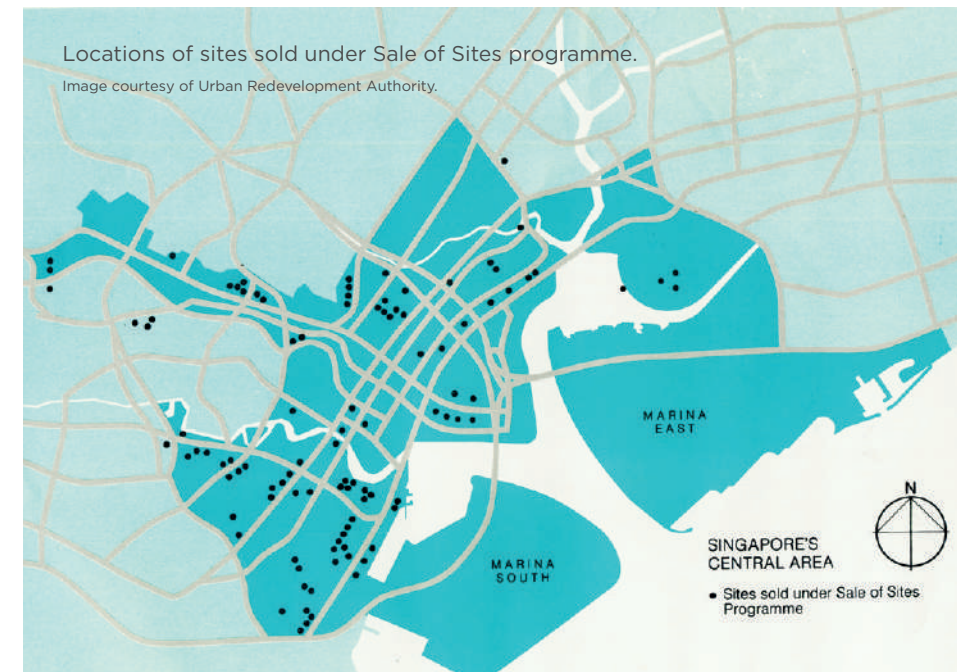 Locations of sites sold under Sale of Sites programme.
Image courtesy of Urban Redevelopment Authority.
MARINA
EAST
N
SINGAPORE'S
CENTRAL AREA
MARINA
SOUTH
• Sites sold under Sale of Sites
Programme